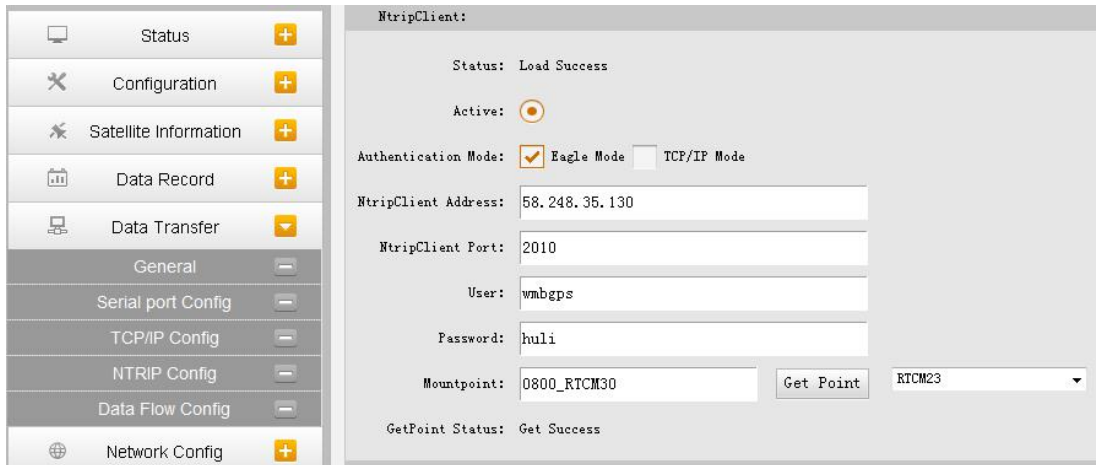 Status
Configuration
Satellite Information
Data Record
Data Transfer
General
Serial port Config
TCP/IP Config
NTRIP Config
Data Flow Config
Network Config
NtripClient:
Status: Load Success
Active:
Authentication Mode: Eagle Mode TCP/IP Mode
NtripClient Address: 58.248.35.130
NtripClient Port: 2010
User: wmbgps
Password: huli
Mountpoint: 0800_RTCM30 Get Point RTCM23
GetPoint Status: Get Success